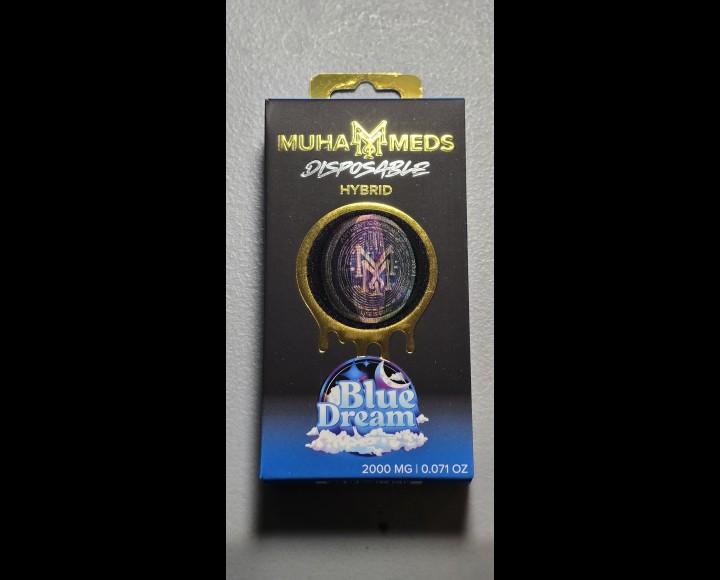 MUHA MEDS
DISPOSABLE
HYBRID
Blue
Dream
2000 MG | 0.071 OZ